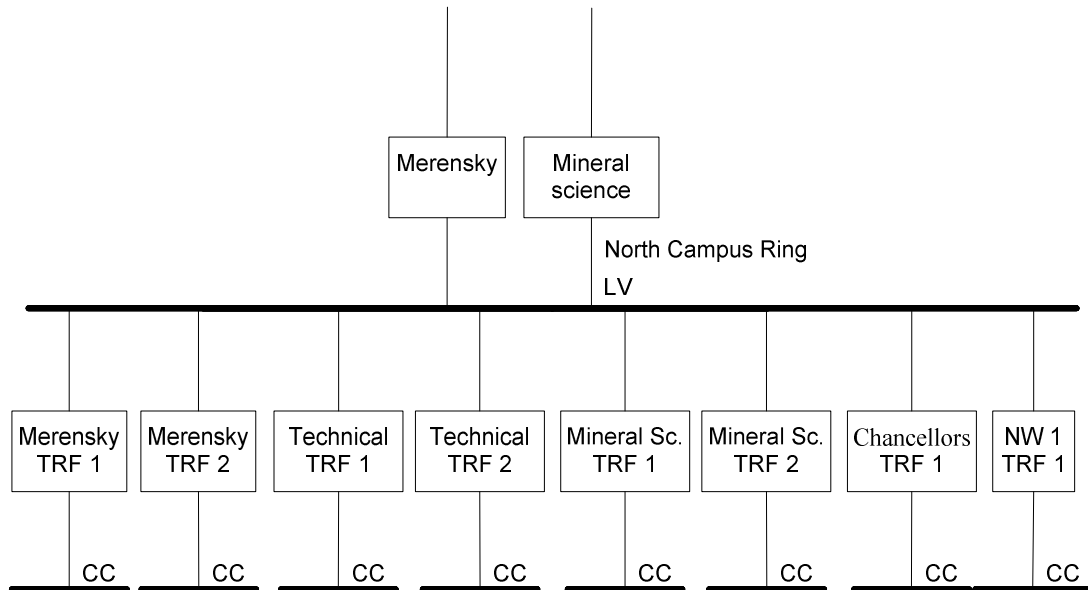 Merensky
Mineral
science
North Campus Ring
LV
Merensky
TRF 1
Merensky
TRF 2
Technical
TRF 1
Technical
TRF 2
Mineral Sc.
TRF 1
Mineral Sc.
TRF 2
Chancellors
TRF 1
NW 1
TRF 1
CC
CC
CC
CC
CC
CC
CC
CC